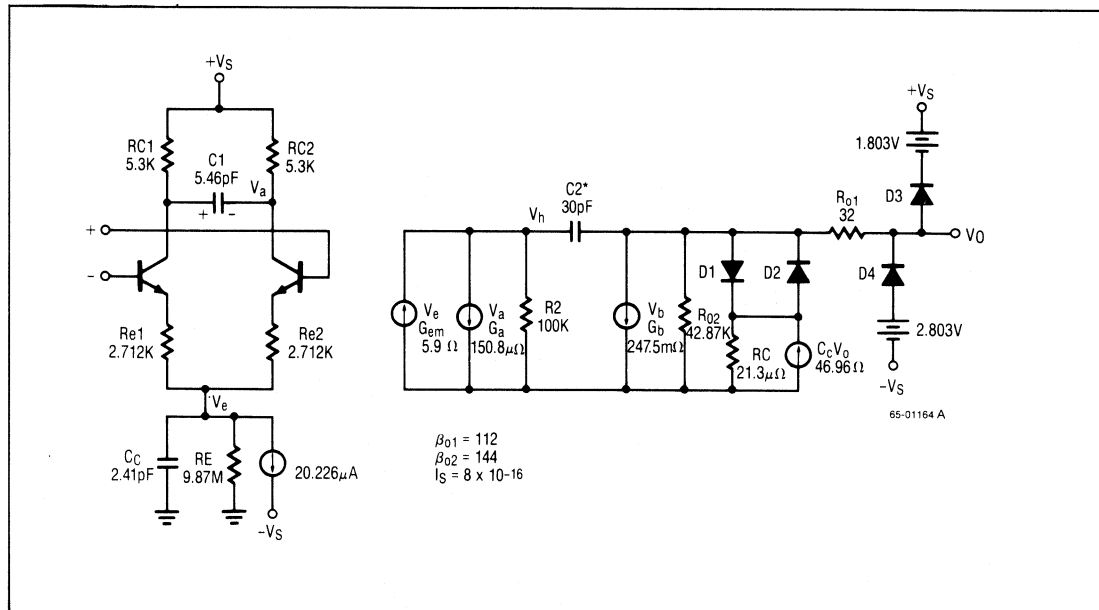 +VS
RC1
5.3K
RC2
5.3K
C1
5.46pF
Va
+ -
+
-
Re1
2.712K
Re2
2.712K
Ve
CC
2.41pF
RE
9.87M
20.226μA
-VS
Vh
C2*
30pF
Ve
Gem
5.9 Ω
Va
Ga
150.8μΩ
R2
100K
Vb
Gb
247.5mΩ
Ro2
42.87K
D1
D2
RC
21.3μΩ
CcVo
46.96Ω
Ro1
32
+VS
1.803V
D3
VO
D4
2.803V
-VS
65-01164 A
βo1 = 112
βo2 = 144
IS = 8 x 10-16